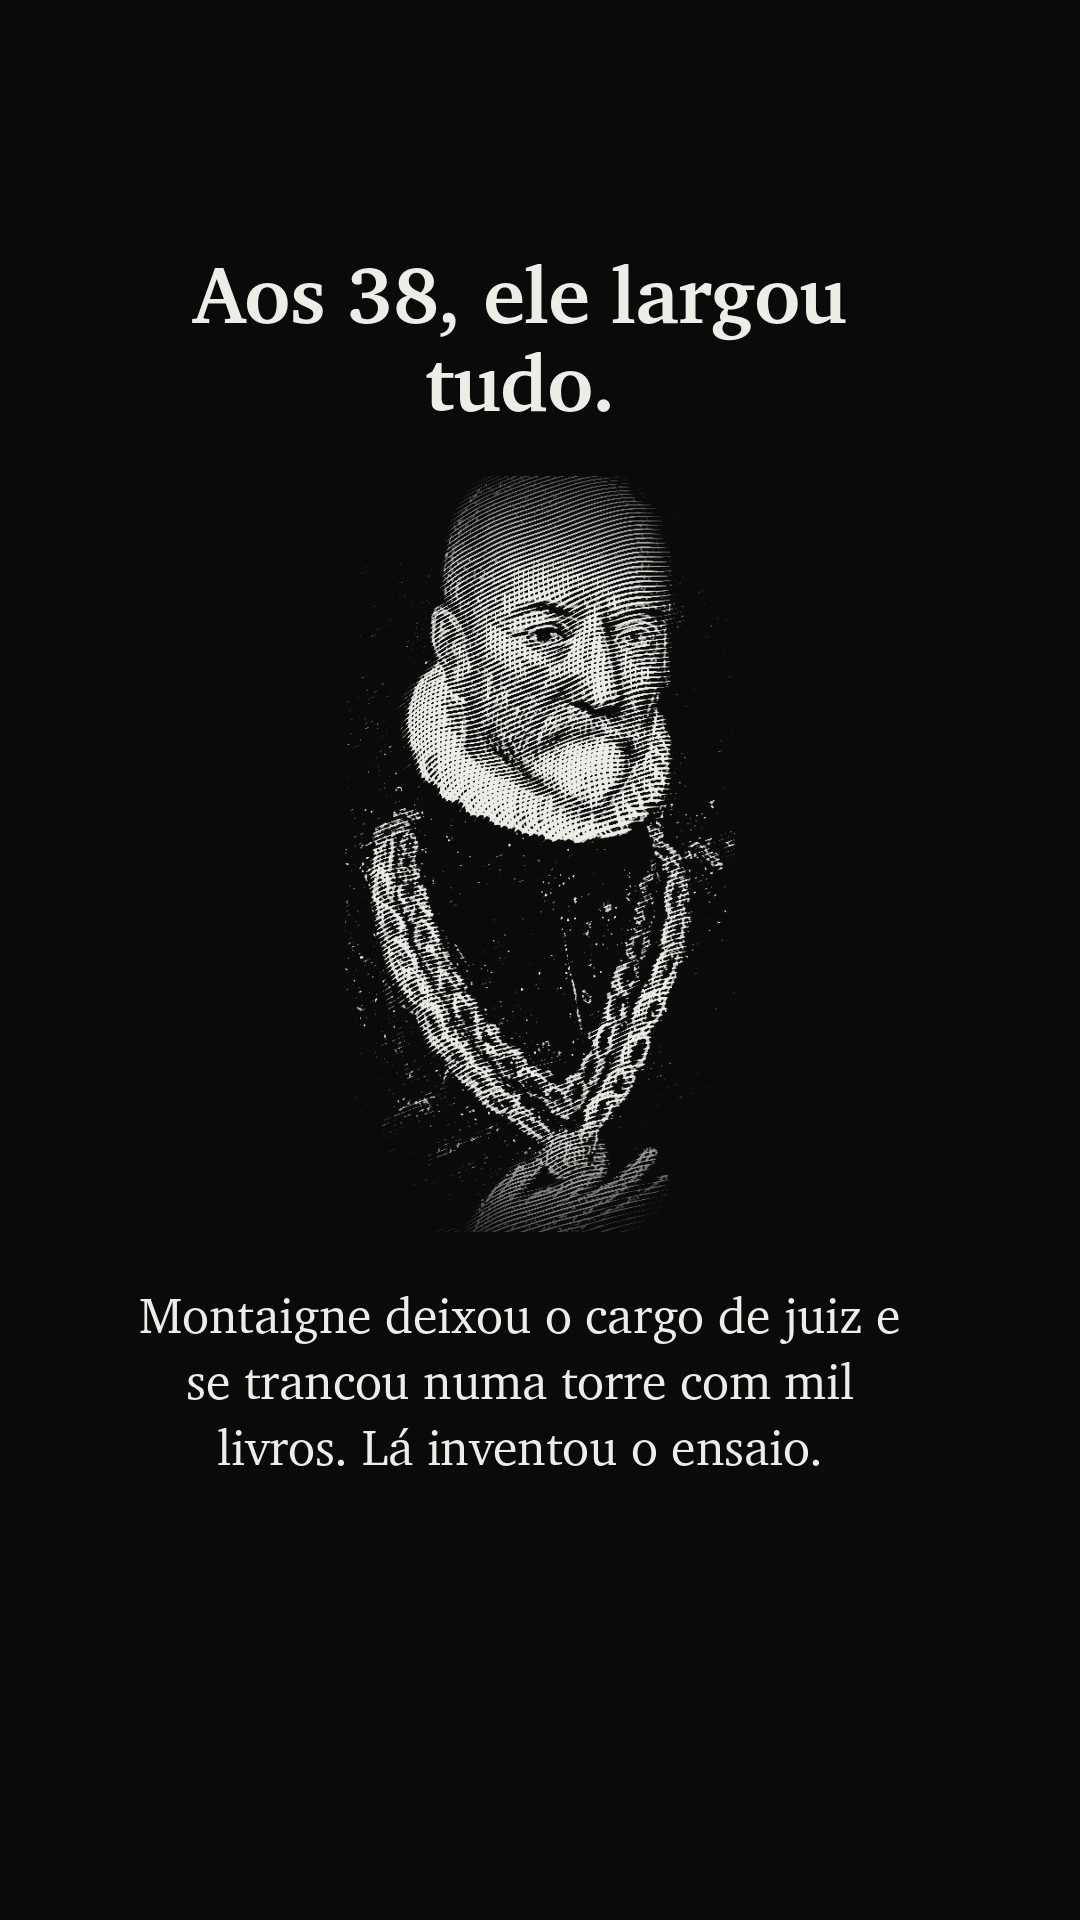 Aos 38, ele largou
tudo.
Montaigne deixou o cargo de juiz e
se trancou numa torre com mil
livros. Lá inventou o ensaio.